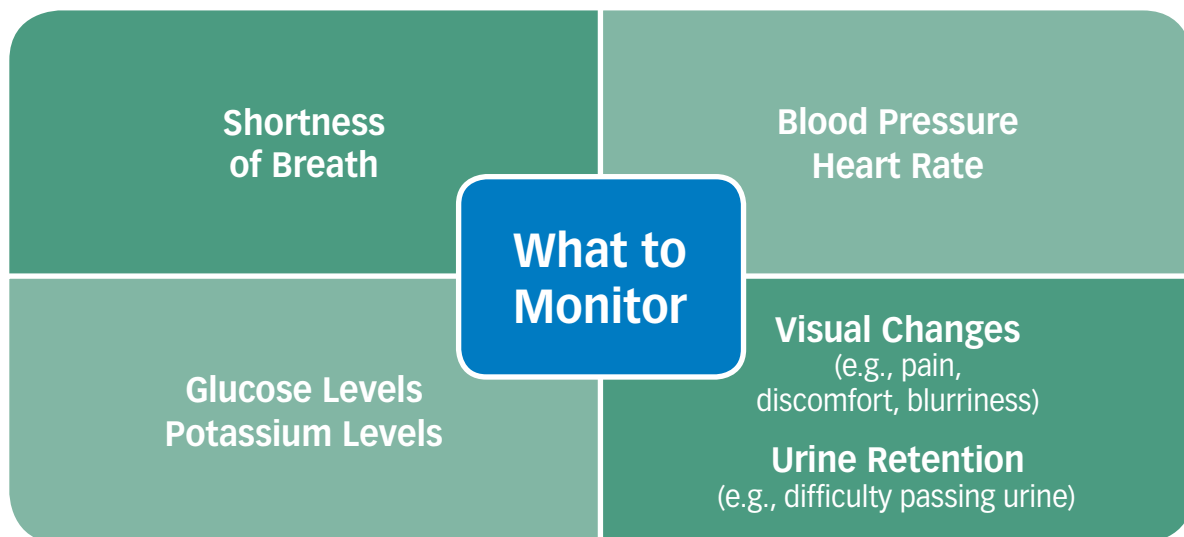 Shortness
of Breath
Blood Pressure
Heart Rate
What to
Monitor
Glucose Levels
Potassium Levels
Visual Changes
(e.g., pain,
discomfort, blurriness)
Urine Retention
(e.g., difficulty passing urine)